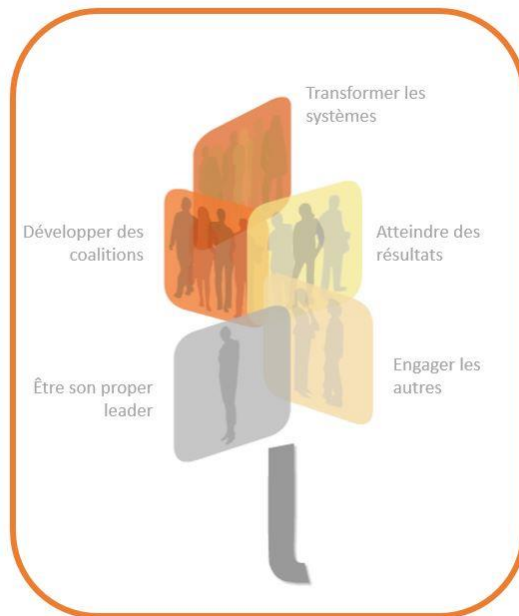 Transformer les
systèmes
Développer des
coalitions
Atteindre des
résultats
Être son proper
leader
Engager les
autres